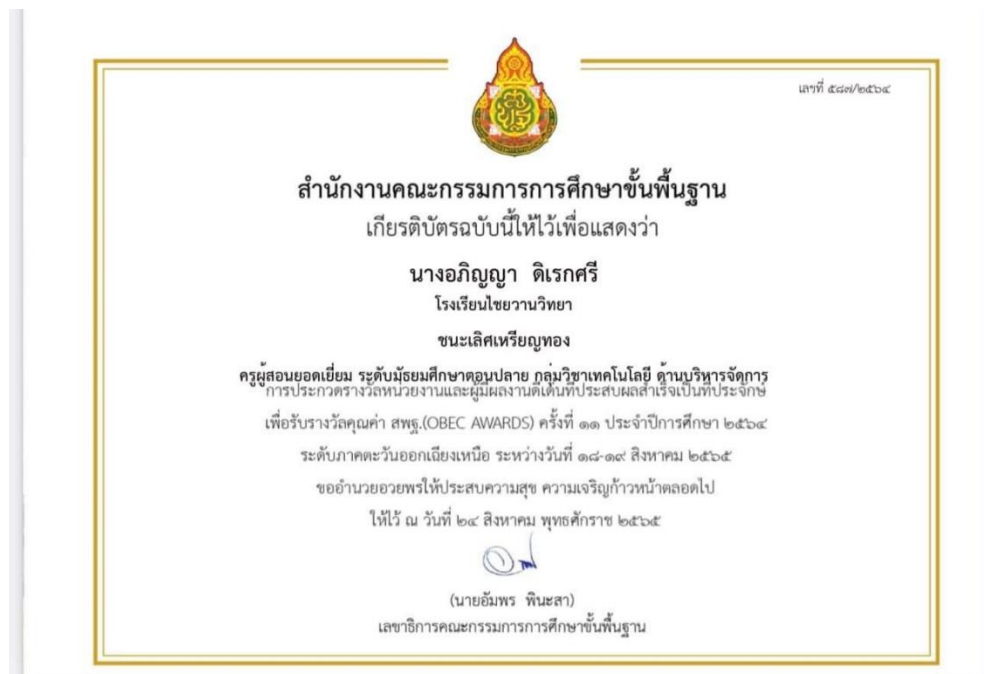 เลขที่ ๕๘๗/๒๕๖๔
สำนักงานคณะกรรมการการศึกษาขั้นพื้นฐาน
เกียรติบัตรฉบับนี้ให้ไว้เพื่อแสดงว่า
นางอภิญญา ดิเรกศรี
โรงเรียนไชยวานวิทยา
ชนะเลิศเหรียญทอง
ครูผู้สอนยอดเยี่ยม ระดับมัธยมศึกษาตอนปลาย กลุ่มวิชาเทคโนโลยี ด้านบริหารจัดการ
การประกวดรางวัลหน่วยงานและผู้มีผลงานดีเด่นที่ประสบผลสำเร็จเป็นที่ประจักษ์
เพื่อรับรางวัลคุณค่า สพฐ.(OBEC AWARDS) ครั้งที่ ๑๑ ประจำปีการศึกษา ๒๕๖๔
ระดับภาคตะวันออกเฉียงเหนือ ระหว่างวันที่ ๑๘-๑๙ สิงหาคม ๒๕๖๕
ขออำนวยอวยพรให้ประสบความสุข ความเจริญก้าวหน้าตลอดไป
ให้ไว้ ณ วันที่ ๒๔ สิงหาคม พุทธศักราช ๒๕๖๕
(นายอัมพร พินะสา)
เลขาธิการคณะกรรมการการศึกษาขั้นพื้นฐาน